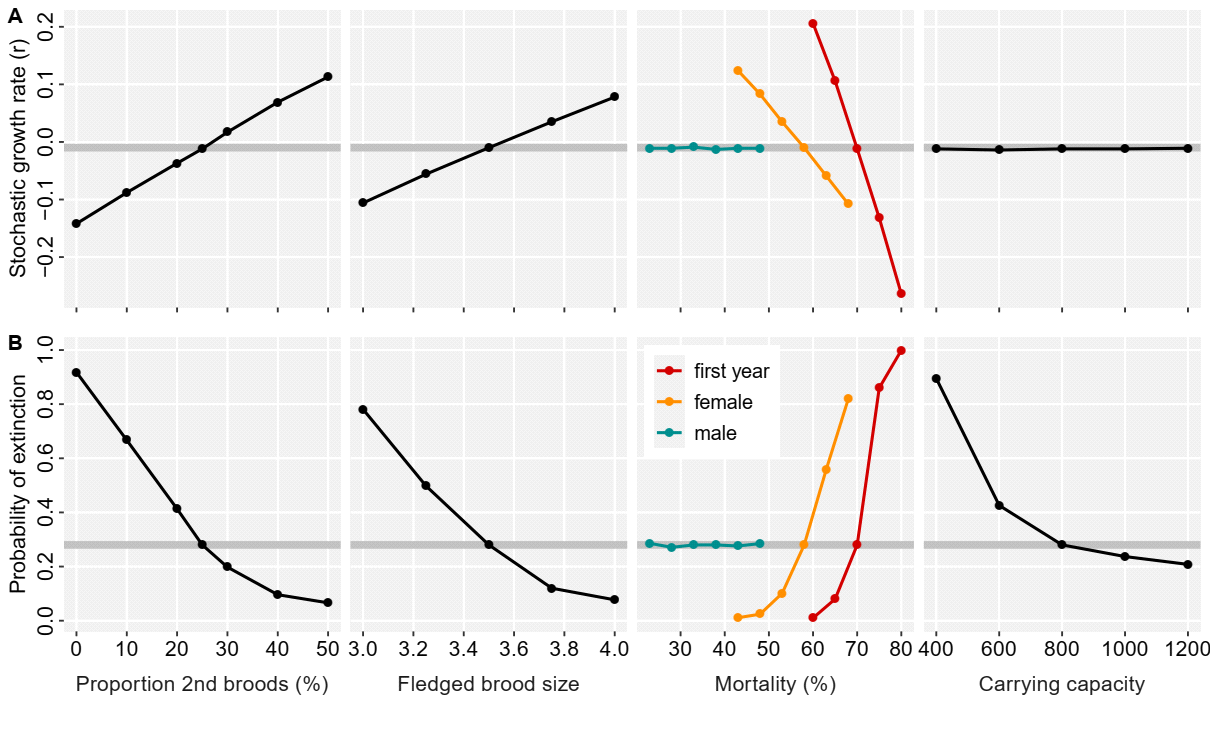 A
Stochastic growth rate (r)
0.2
0.1
0.0
−0.1
−0.2
B
Probability of extinction
1.0
0.8
0.6
0.4
0.2
0.0
first year
female
male
0 10 20 30 40 50 3.0 3.2 3.4 3.6 3.8 4.0 30 40 50 60 70 80 400 600 800 1000 1200
Proportion 2nd broods (%) Fledged brood size Mortality (%) Carrying capacity